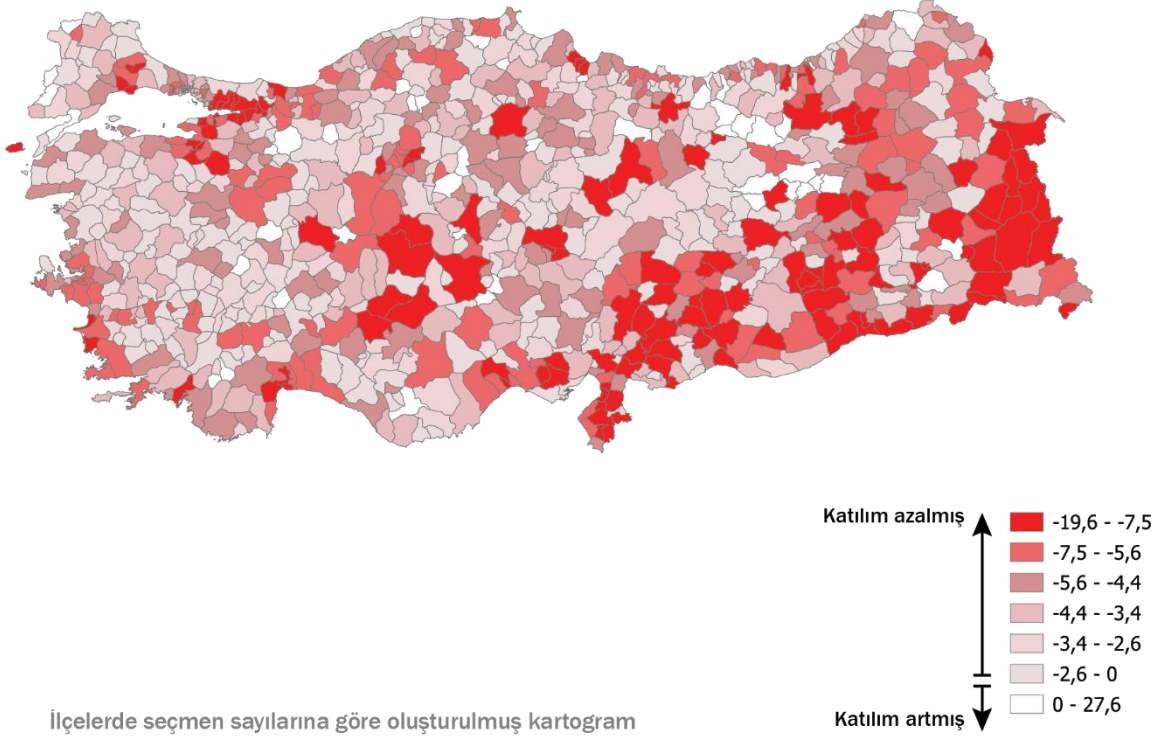 Katılım azalmış
-19,6 - -7,5
-7,5 - -5,6
-5,6 - -4,4
-4,4 - -3,4
-3,4 - -2,6
-2,6 - 0
0 - 27,6
Katılım artmış
İlçelerde seçmen sayılarına göre oluşturulmuş kartogram